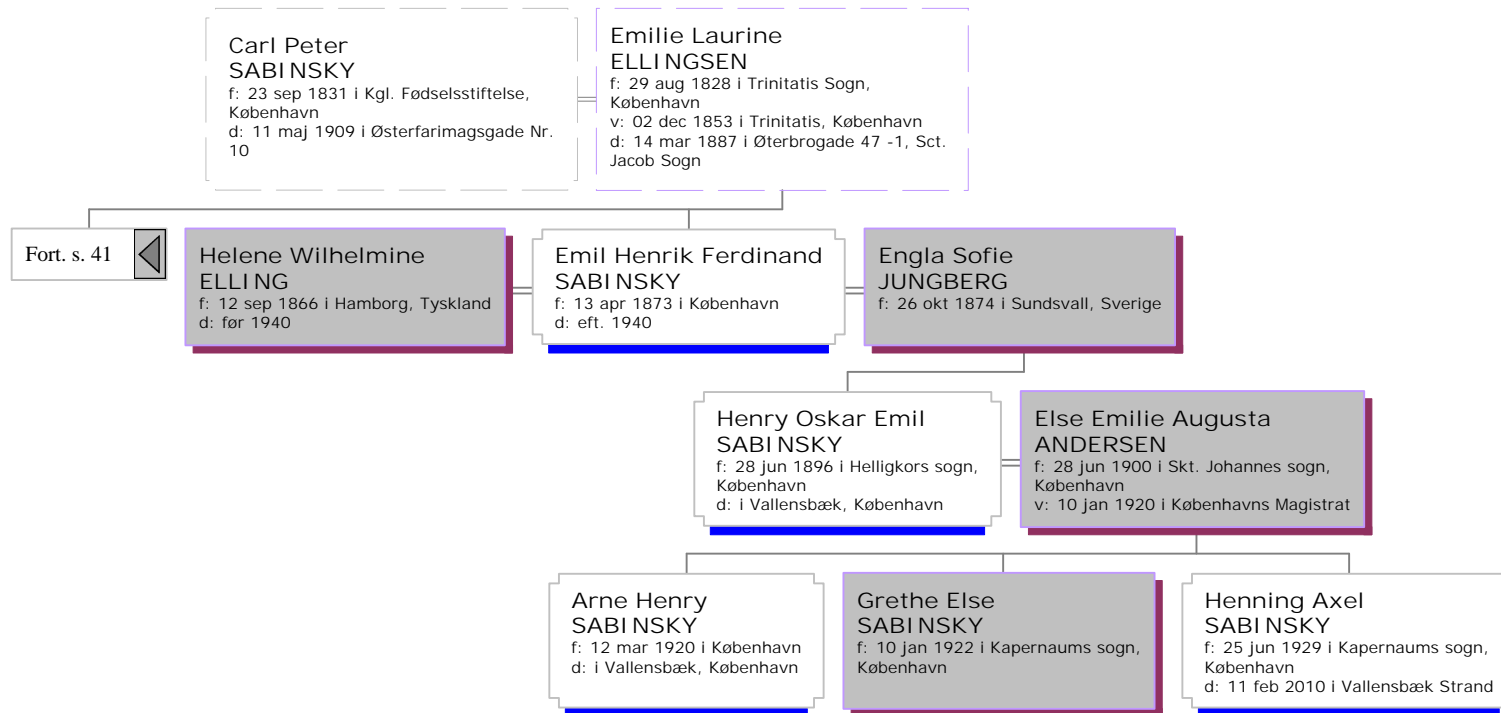 Carl Peter
SABINSKY
f: 23 sep 1831 i Kgl. Fødselsstiftelse,
København
d: 11 maj 1909 i Østerfarimagsgade Nr.
10
Emilie Laurine
ELLINGSEN
f: 29 aug 1828 i Trinitatis Sogn,
København
v: 02 dec 1853 i Trinitatis, København
d: 14 mar 1887 i Øterbrogade 47 -1, Sct.
Jacob Sogn
Fort. s. 41
Helene Wilhelmine
ELLING
f: 12 sep 1866 i Hamborg, Tyskland
d: før 1940
Emil Henrik Ferdinand
SABINSKY
f: 13 apr 1873 i København
d: eft. 1940
Engla Sofie
JUNGBERG
f: 26 okt 1874 i Sundsvall, Sverige
Henry Oskar Emil
SABINSKY
f: 28 jun 1896 i Helligkors sogn,
København
d: i Vallensbæk, København
Else Emilie Augusta
ANDERSEN
f: 28 jun 1900 i Skt. Johannes sogn,
København
v: 10 jan 1920 i Københavns Magistrat
Arne Henry
SABINSKY
f: 12 mar 1920 i København
d: i Vallensbæk, København
Grethe Else
SABINSKY
f: 10 jan 1922 i Kapernaums sogn,
København
Henning Axel
SABINSKY
f: 25 jun 1929 i Kapernaums sogn,
København
d: 11 feb 2010 i Vallensbæk Strand